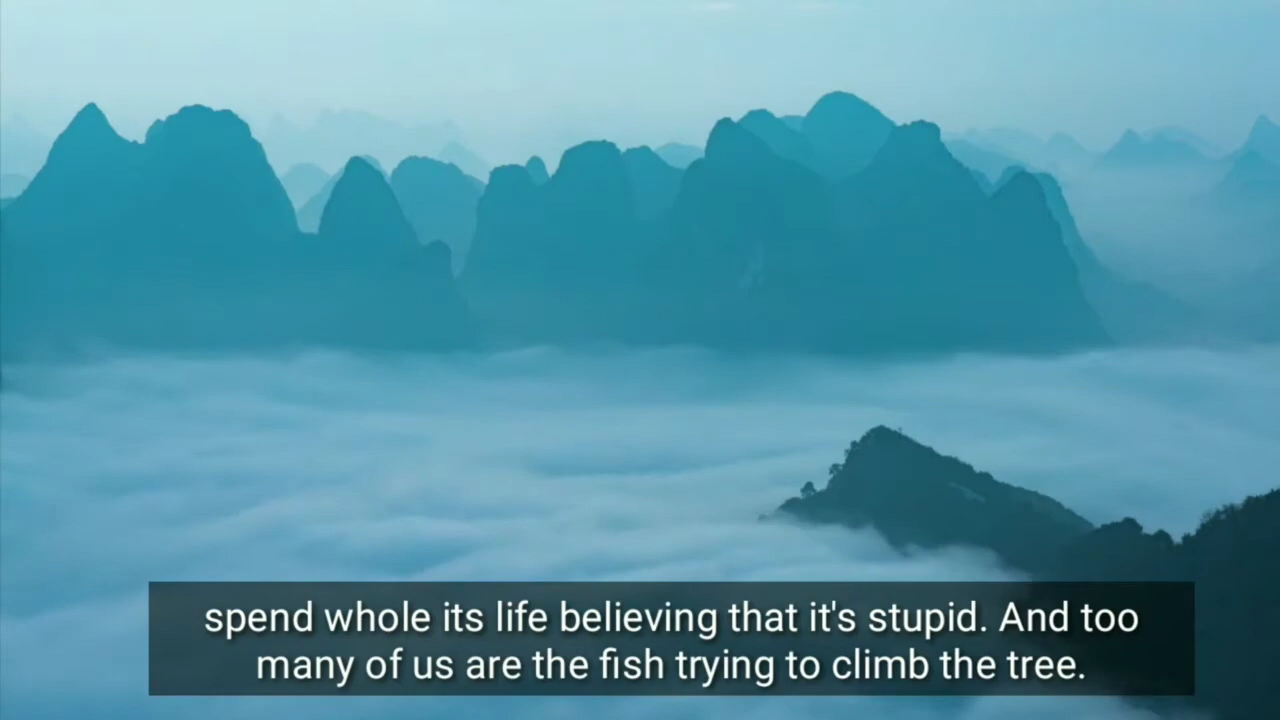 spend whole its life believing that it's stupid. And too
many of us are the fish trying to climb the tree.